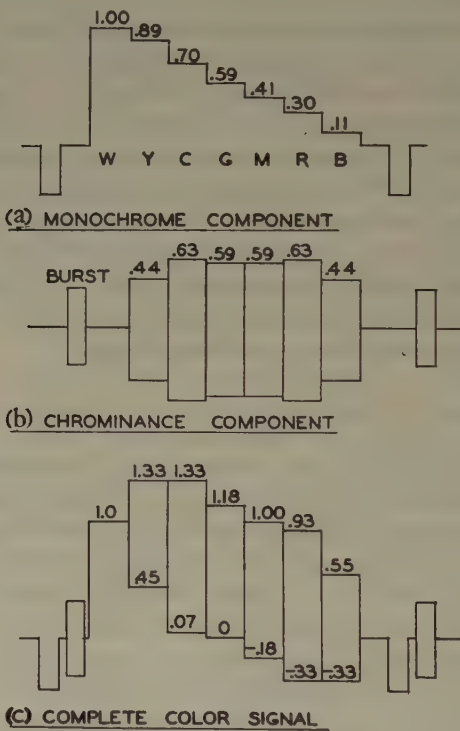 1.00
.89
.70
.59
.41
.30
.11
W Y C G M R B
(a) MONOCHROME COMPONENT
BURST
.44 .63 .59 .59 .63 .44
(b) CHROMINANCE COMPONENT
1.0 1.33 1.33 1.18 1.00 .93 .55
.45 .07 0 -.18 -.33 -.33
(c) COMPLETE COLOR SIGNAL